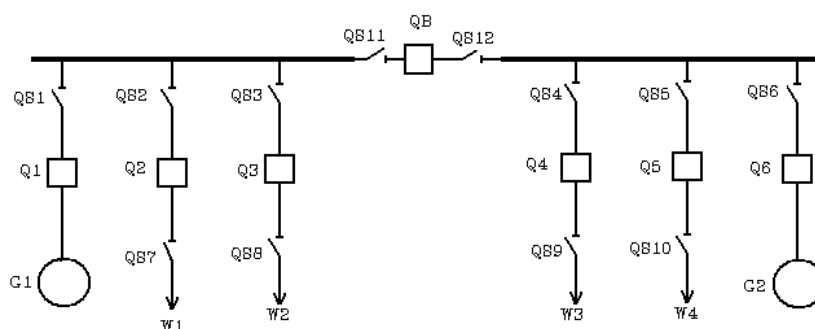 QS11 QB QS12
QS1 QS2 QS3 QS4 QS5 QS6
Q1 Q2 Q3 Q4 Q5 Q6
QS7 QS8 QS9 QS10
G1 G2
W1 W2 W3 W4